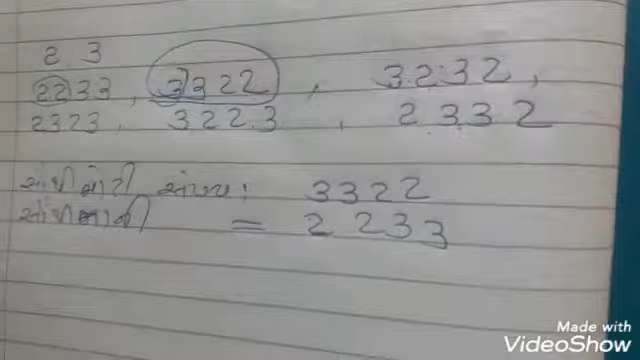 2 3
2233, 3322, 3232,
2323, 3223, 2332
સૌથી મોટી સંખ્યા: 3322
સૌથી નાની = 2233
Made with
VideoShow